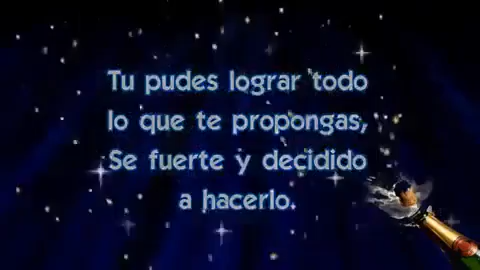 Tu pudes lograr todo
lo que te propongas,
Se fuerte y decidido
a hacerlo.